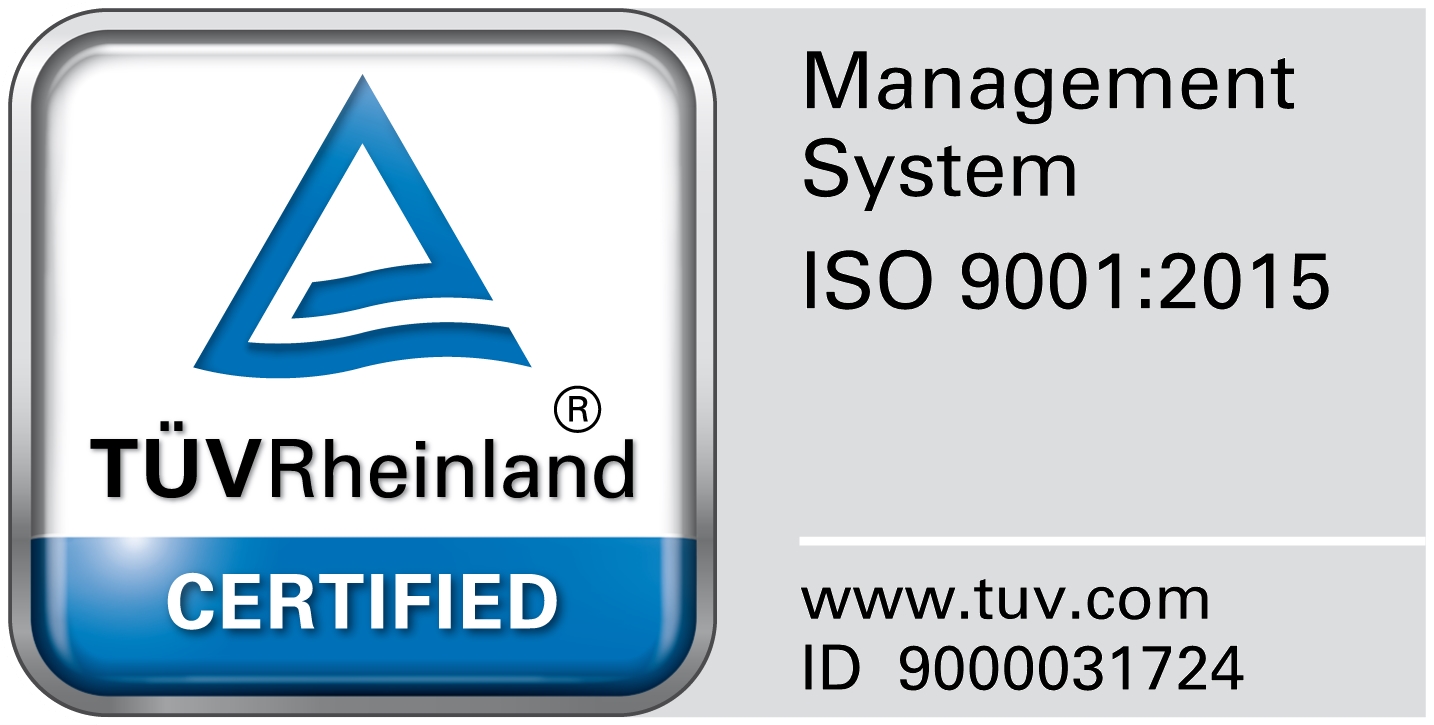 ®
TÜVRheinland
CERTIFIED
Management
System
ISO 9001:2015
www.tuv.com
ID 9000031724